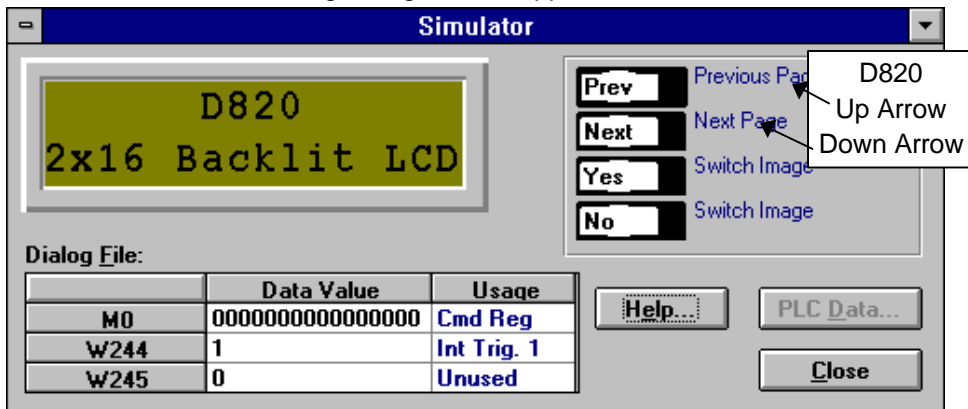 Simulator
D820
2x16 Backlit LCD
Prev
Previous
Next
Next Page
Yes
Switch Image
No
Switch Image
D820
Up Arrow
Down Arrow
Dialog File:
Data Value Usage
M0 0000000000000000 Cmd Reg
W244 1 Int Trig. 1
W245 0 Unused
Help...
PLC Data...
Close